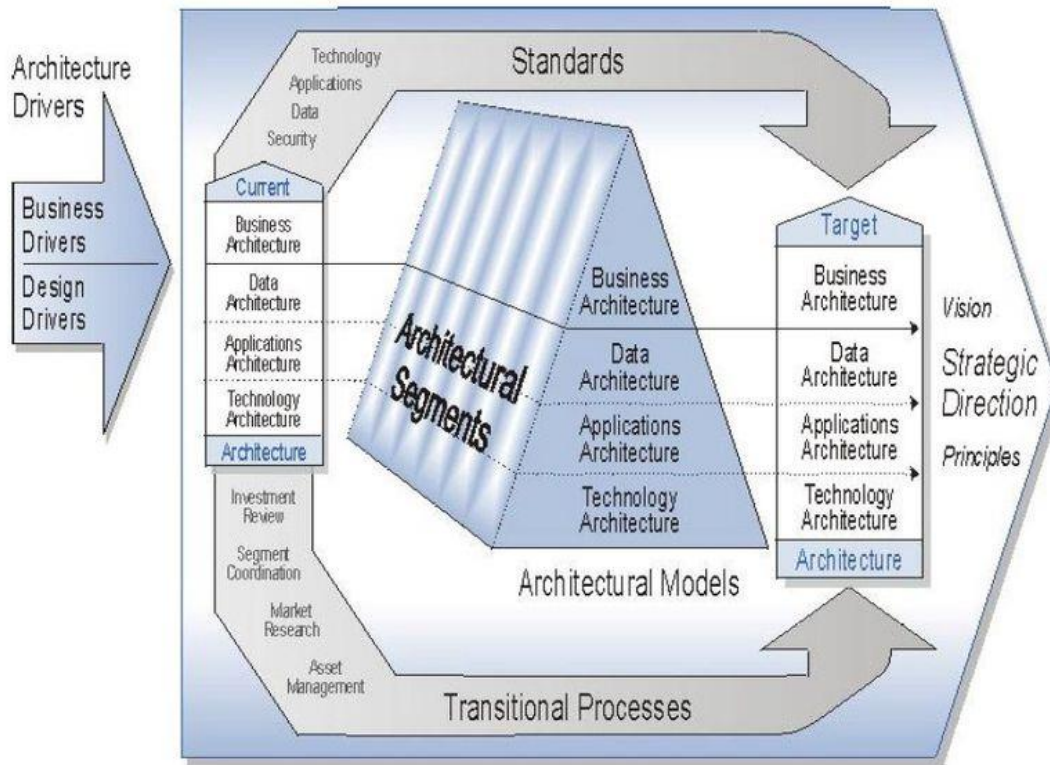 Architecture
Drivers
Business
Drivers
Design
Drivers
Technology
Applications
Data
Security
Standards
Current
Business
Architecture
Data
Architecture
Applications
Architecture
Technology
Architecture
Architecture
Investment
Review
Segment
Coordination
Market
Research
Asset
Management
Transitional Processes
Architectural
Segments
Business
Architecture
Data
Architecture
Applications
Architecture
Technology
Architecture
Architectural Models
Target
Business
Architecture
Data
Architecture
Applications
Architecture
Technology
Architecture
Architecture
Vision
Strategic
Direction
Principles